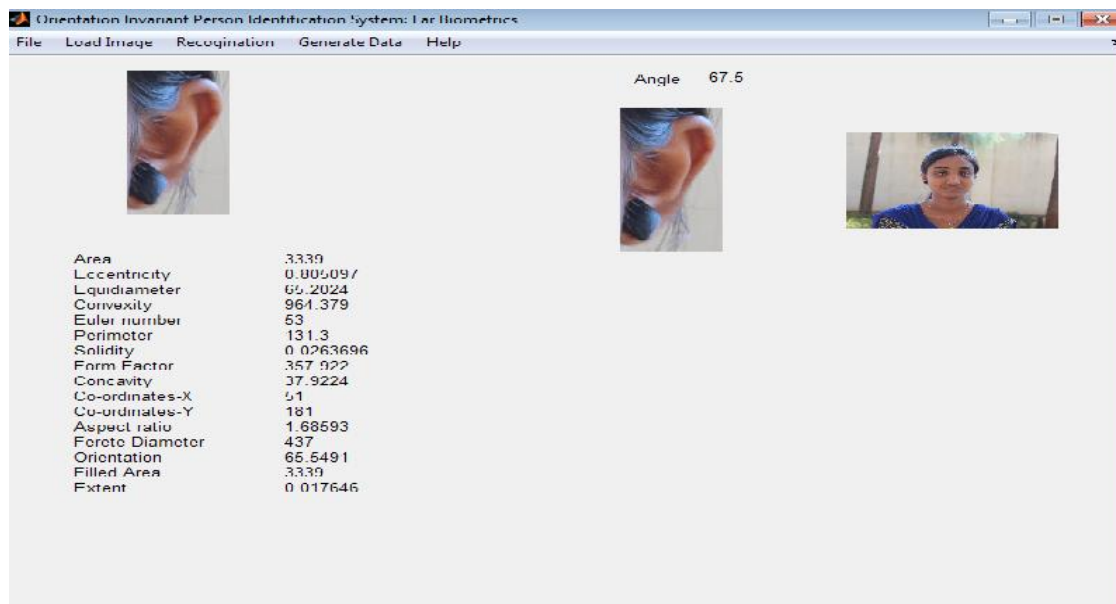 Orientation Invariant Person Identification System: Ear Biometrics
File Load Image Recogination Generate Data Help
Angle 67.5
Area 3339
Eccentricity 0.805097
Equidiameter 65.2024
Convexity 964.379
Euler number 53
Perimeter 131.3
Solidity 0.0263696
Form Factor 357.922
Concavity 37.9224
Co-ordinates-X 51
Co-ordinates-Y 181
Aspect ratio 1.68593
Ferete Diameter 437
Orientation 65.5491
Filled Area 3339
Extent 0.017646